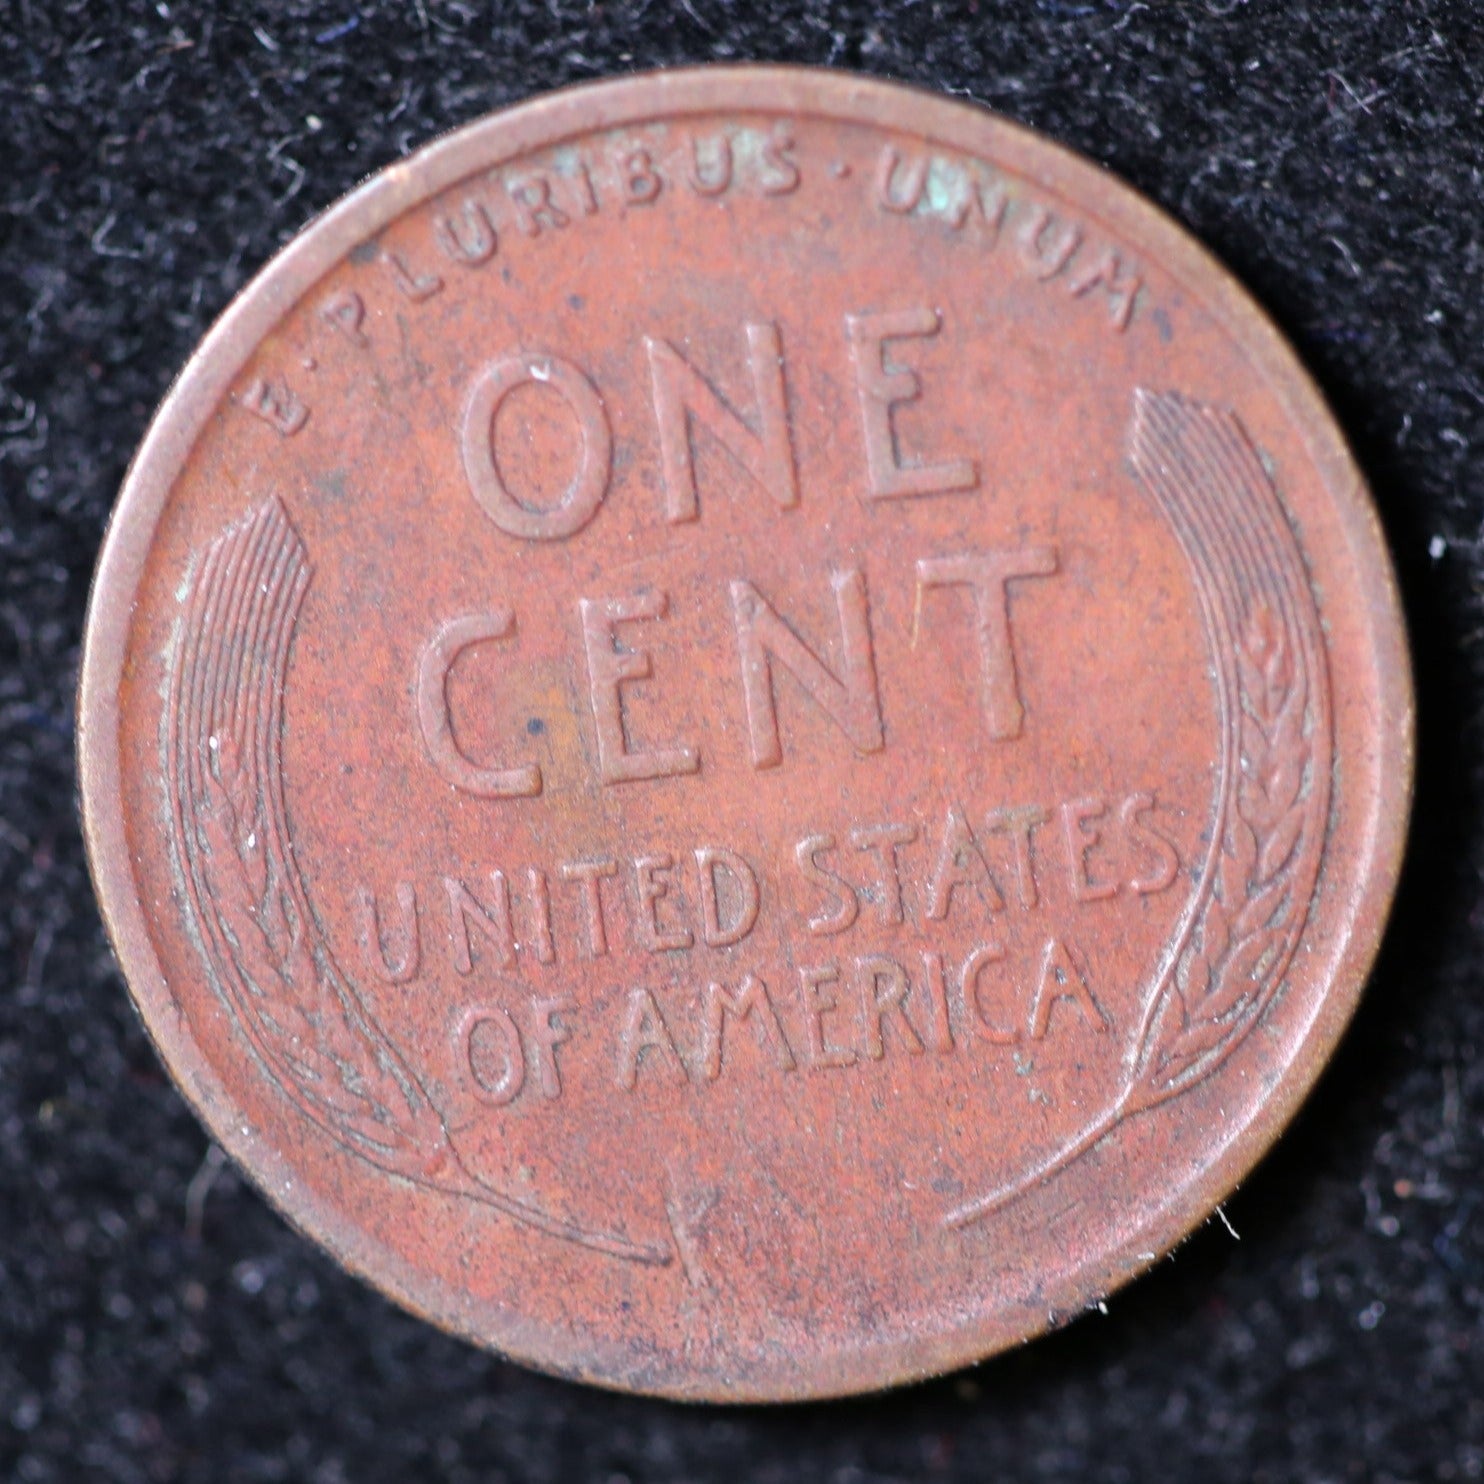 E · PLURIBUS · UNUM
ONE
CENT
UNITED STATES
OF AMERICA